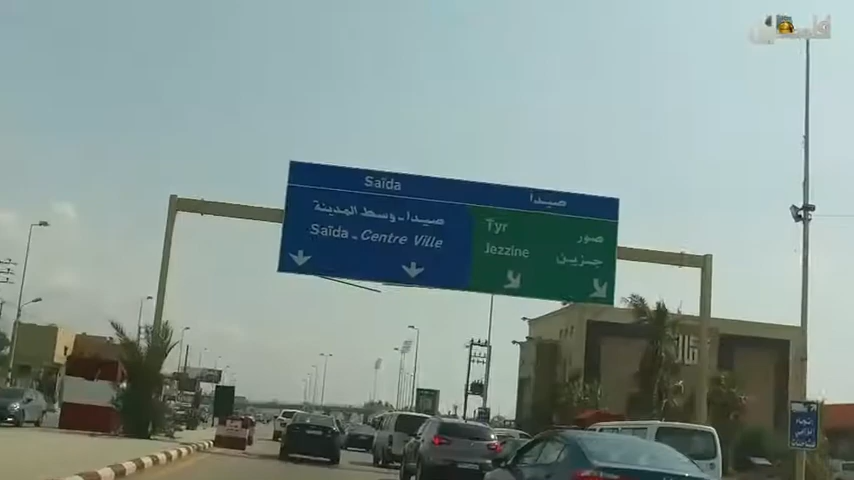 Saïda
صيدا
صيدا - وسط المدينة
Saïda - Centre Ville
Tyr
صور
Jezzine
جزين